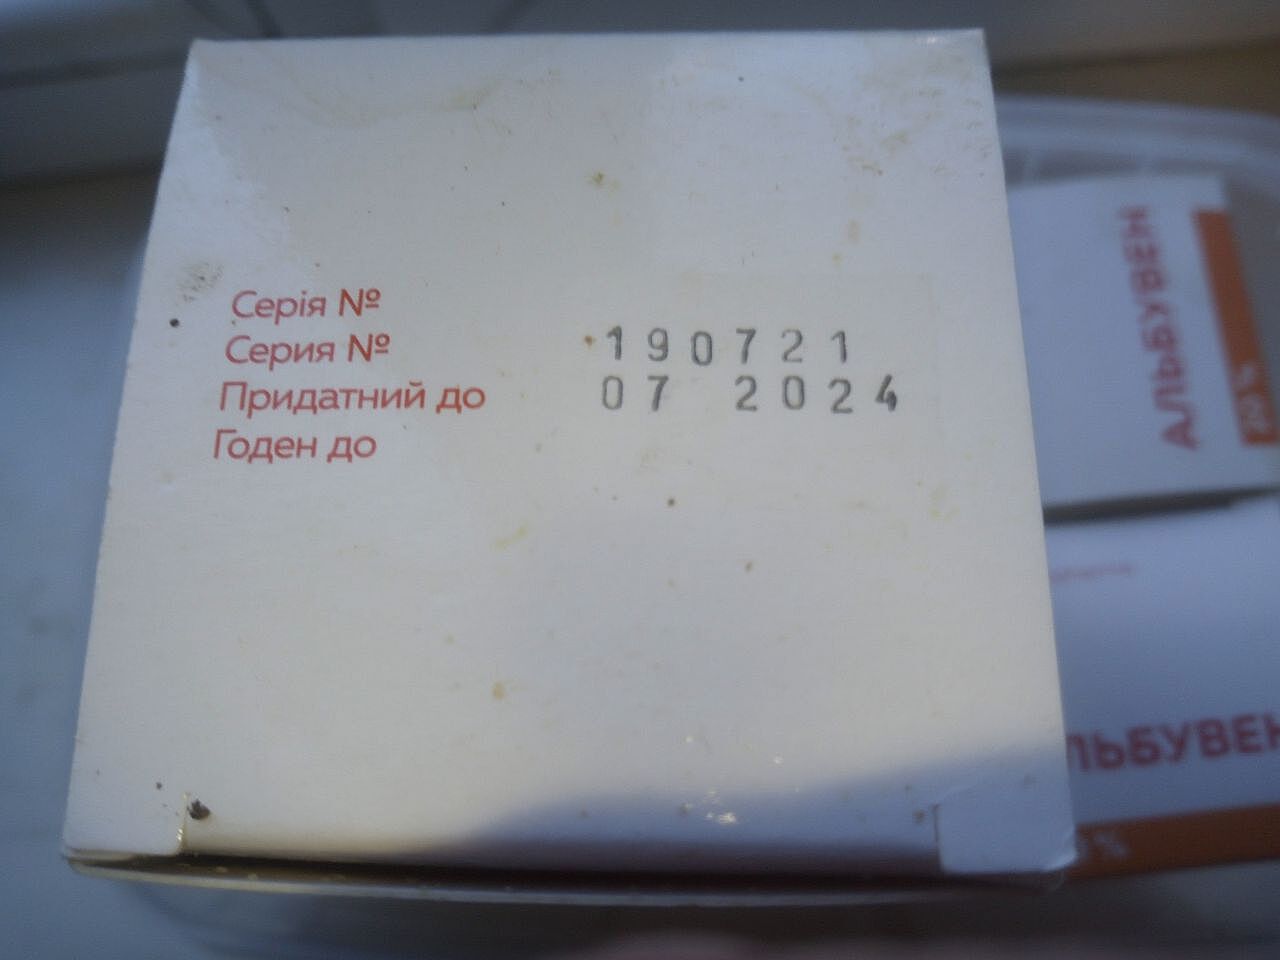 Серія №
Серия № 190721
Придатний до 07 2024
Годен до
АЛЬБУВЕН
20 %
ЛЬБУВЕН
%